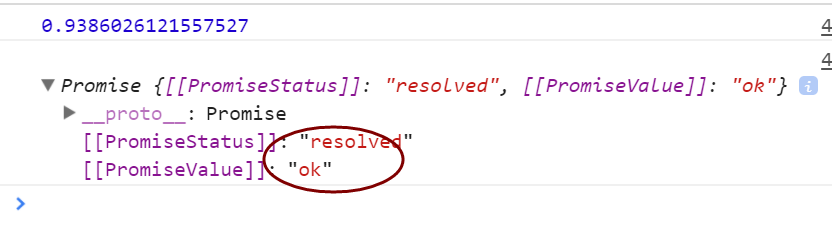 0.9386026121557527 4
4
▼Promise {[[PromiseStatus]]: "resolved", [[PromiseValue]]: "ok"} i
▶__proto__: Promise
[[PromiseStatus]]: "resolved"
[[PromiseValue]]: "ok"
>